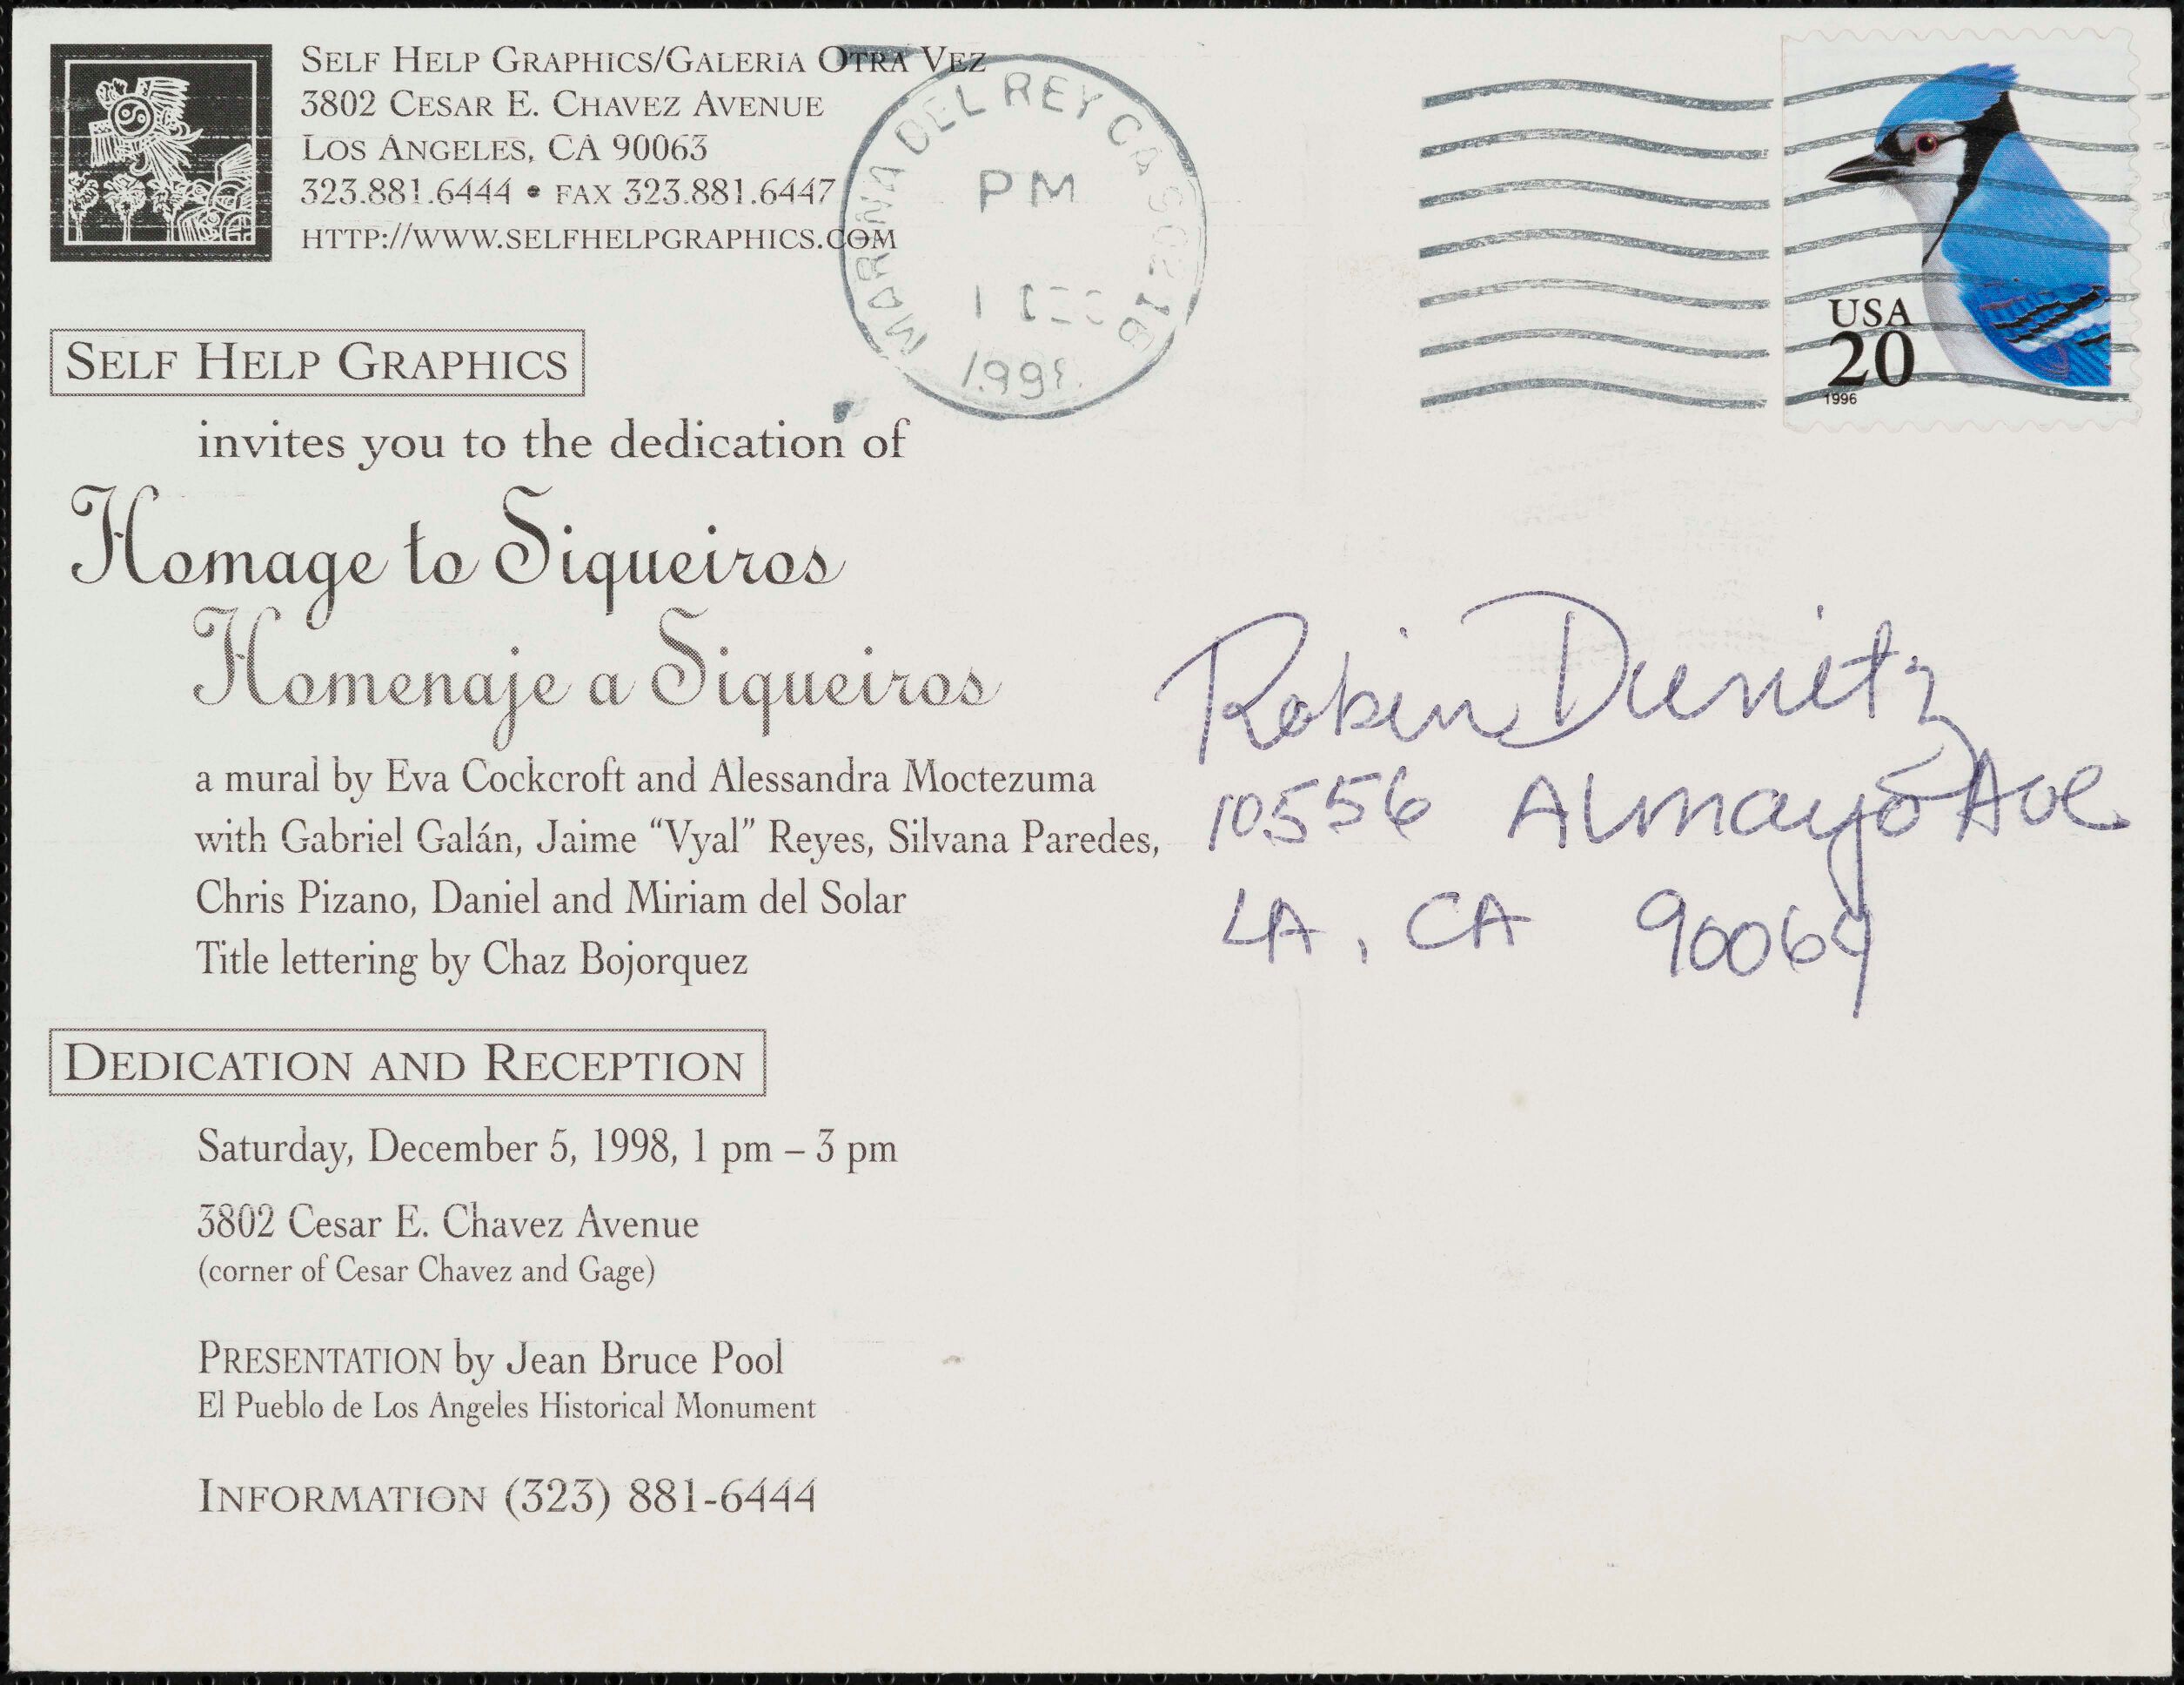 SELF HELP GRAPHICS/GALERIA OTRA VEZ
3802 CESAR E. CHAVEZ AVENUE
LOS ANGELES, CA 90063
323.881.6444 • FAX 323.881.6447
HTTP://WWW.SELFHELPGRAPHICS.COM
MARINA DEL REY CA
PM
1 DEC
USA
20
1996
SELF HELP GRAPHICS
invites you to the dedication of
Homage to Siqueiros
Homenaje a Siqueiros
a mural by Eva Cockcroft and Alessandra Moctezuma
with Gabriel Galán, Jaime “Vyal” Reyes, Silvana Paredes,
Chris Pizano, Daniel and Miriam del Solar
Title lettering by Chaz Bojorquez
Robin Dunitz
10556 Almayo Ave
LA, CA 90064
DEDICATION AND RECEPTION
Saturday, December 5, 1998, 1 pm – 3 pm
3802 Cesar E. Chavez Avenue
(corner of Cesar Chavez and Gage)
PRESENTATION by Jean Bruce Pool
El Pueblo de Los Angeles Historical Monument
INFORMATION (323) 881-6444